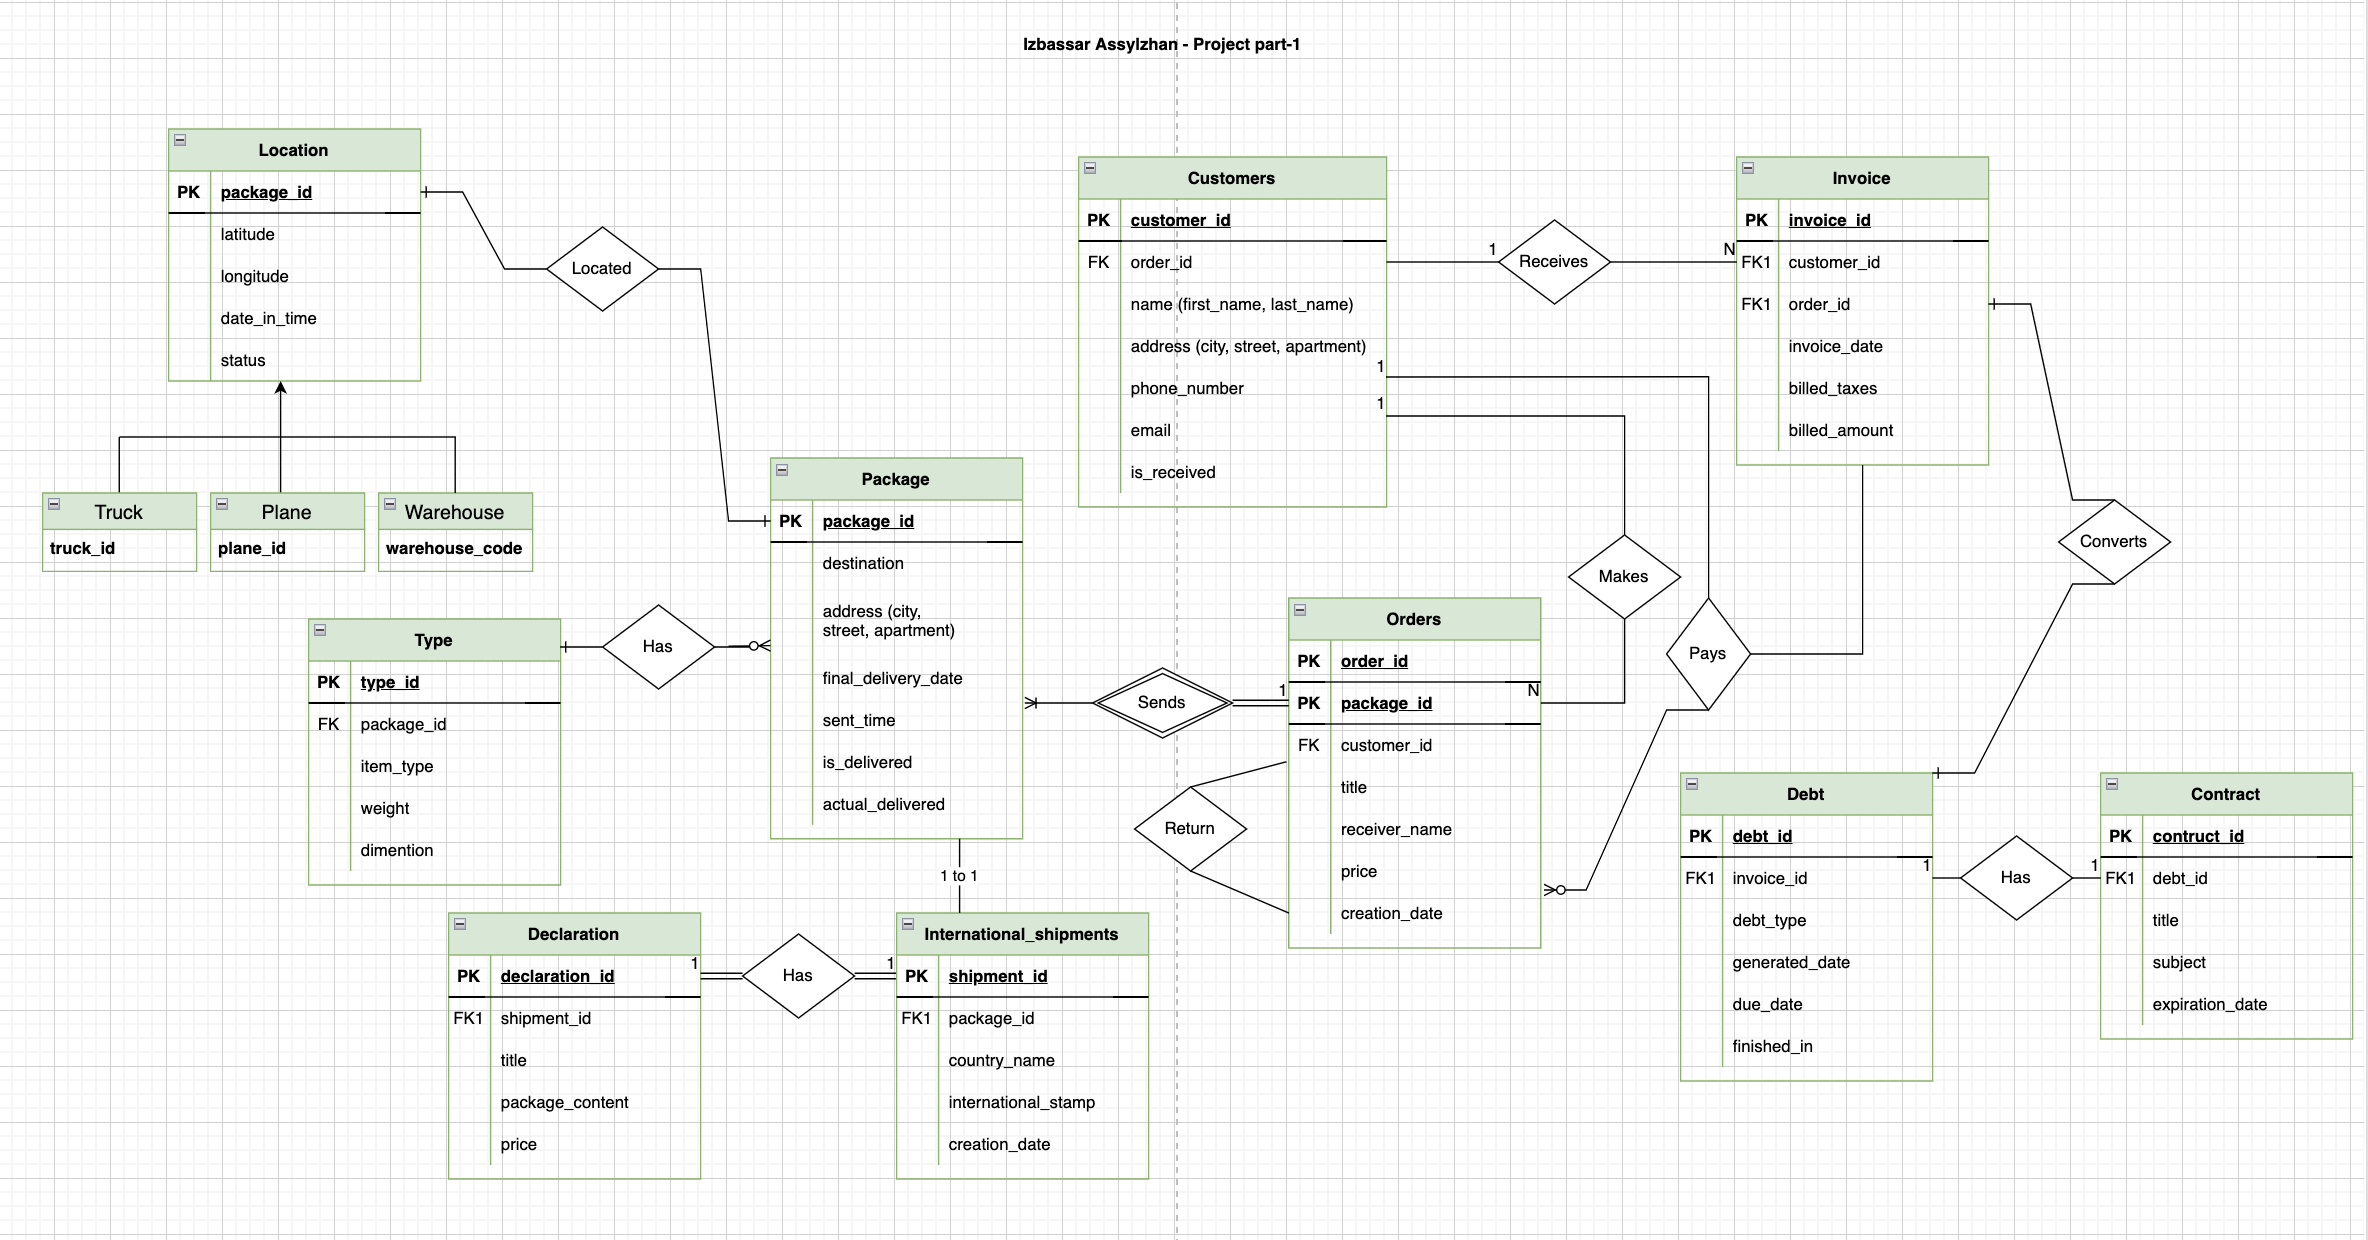 Izbassar Assylzhan - Project part-1
Location
PK package_id
latitude
longitude
date_in_time
status
Located
Truck
truck_id
Plane
plane_id
Warehouse
warehouse_code
Customers
PK customer_id
FK order_id
name (first_name, last_name)
address (city, street, apartment)
phone_number
email
is_received
1
1
1
Receives
N
Invoice
PK invoice_id
FK1 customer_id
FK1 order_id
invoice_date
billed_taxes
billed_amount
Converts
Makes
Pays
Package
PK package_id
destination
address (city,
street, apartment)
final_delivery_date
sent_time
is_delivered
actual_delivered
Type
PK type_id
FK package_id
item_type
weight
dimention
Has
Sends
1
Orders
PK order_id
PK package_id
N
FK customer_id
title
receiver_name
price
creation_date
Return
1 to 1
Declaration
PK declaration_id
FK1 shipment_id
title
package_content
price
1
Has
1
International_shipments
PK shipment_id
FK1 package_id
country_name
international_stamp
creation_date
Debt
PK debt_id
FK1 invoice_id
debt_type
generated_date
due_date
finished_in
1
Has
1
Contract
PK contruct_id
FK1 debt_id
title
subject
expiration_date